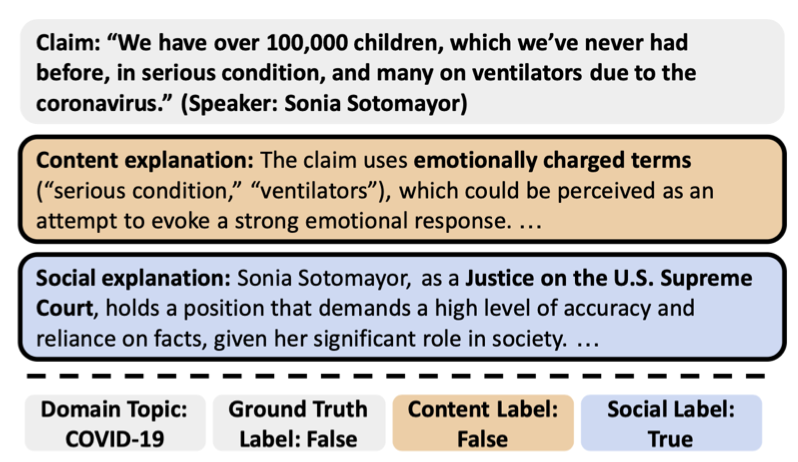 Claim: “We have over 100,000 children, which we’ve never had
before, in serious condition, and many on ventilators due to the
coronavirus.” (Speaker: Sonia Sotomayor)
Content explanation: The claim uses emotionally charged terms
(“serious condition,” “ventilators”), which could be perceived as an
attempt to evoke a strong emotional response. ...
Social explanation: Sonia Sotomayor, as a Justice on the U.S. Supreme
Court, holds a position that demands a high level of accuracy and
reliance on facts, given her significant role in society. ...
Domain Topic:
COVID-19
Ground Truth
Label: False
Content Label:
False
Social Label:
True